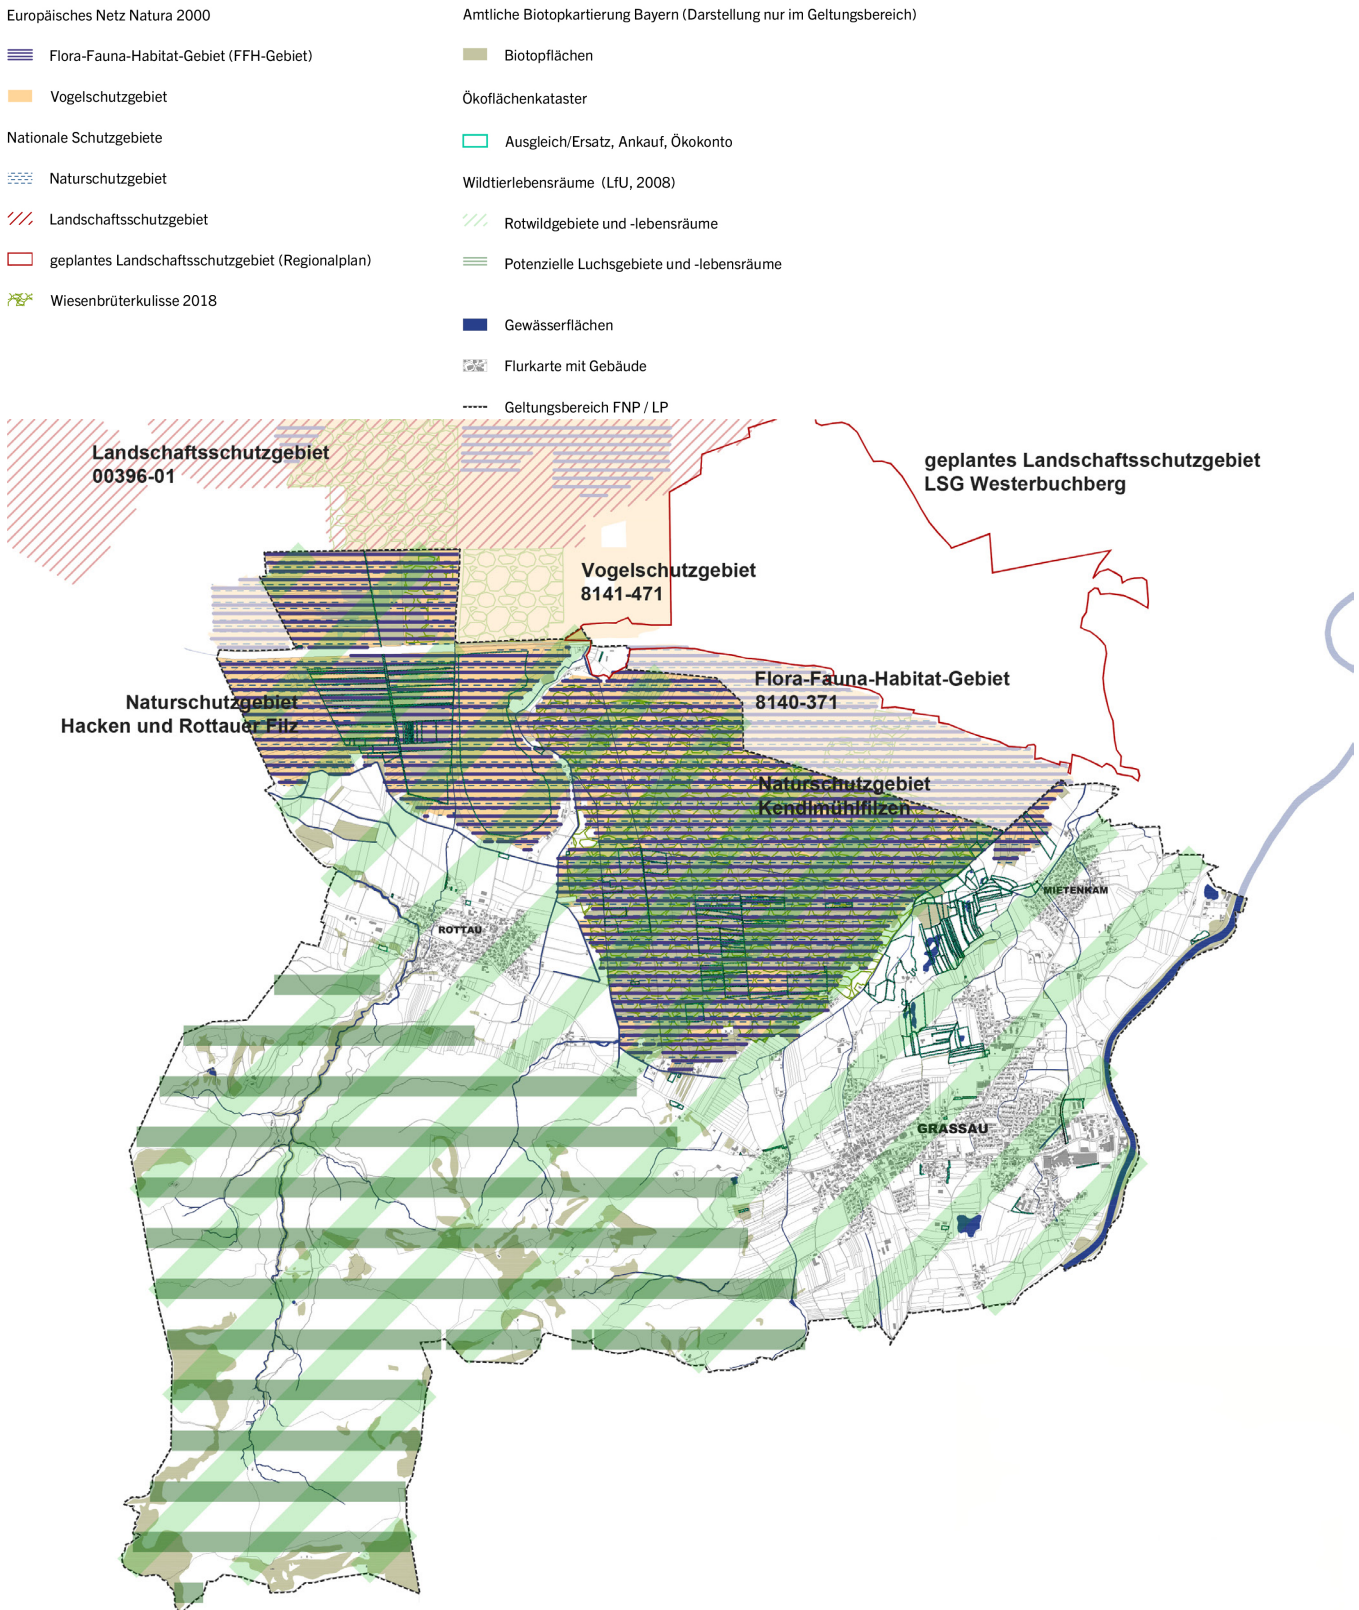 Europäisches Netz Natura 2000
Flora-Fauna-Habitat-Gebiet (FFH-Gebiet)
Vogelschutzgebiet
Nationale Schutzgebiete
Naturschutzgebiet
Landschaftsschutzgebiet
geplantes Landschaftsschutzgebiet (Regionalplan)
Wiesenbrüterkulisse 2018
Amtliche Biotopkartierung Bayern (Darstellung nur im Geltungsbereich)
Biotopflächen
Ökoflächenkataster
Ausgleich/Ersatz, Ankauf, Ökokonto
Wildtierlebensräume (LfU, 2008)
Rotwildgebiete und -lebensräume
Potenzielle Luchsgebiete und -lebensräume
Gewässerflächen
Flurkarte mit Gebäude
Geltungsbereich FNP / LP
Landschaftsschutzgebiet
00396-01
geplantes Landschaftsschutzgebiet
LSG Westerbuchberg
Vogelschutzgebiet
8141-471
Flora-Fauna-Habitat-Gebiet
8140-371
Naturschutzgebiet
Hacken und Rottauer Filz
Naturschutzgebiet
Kendlmühlfilzen
MIETENKAM
ROTTAU
GRASSAU